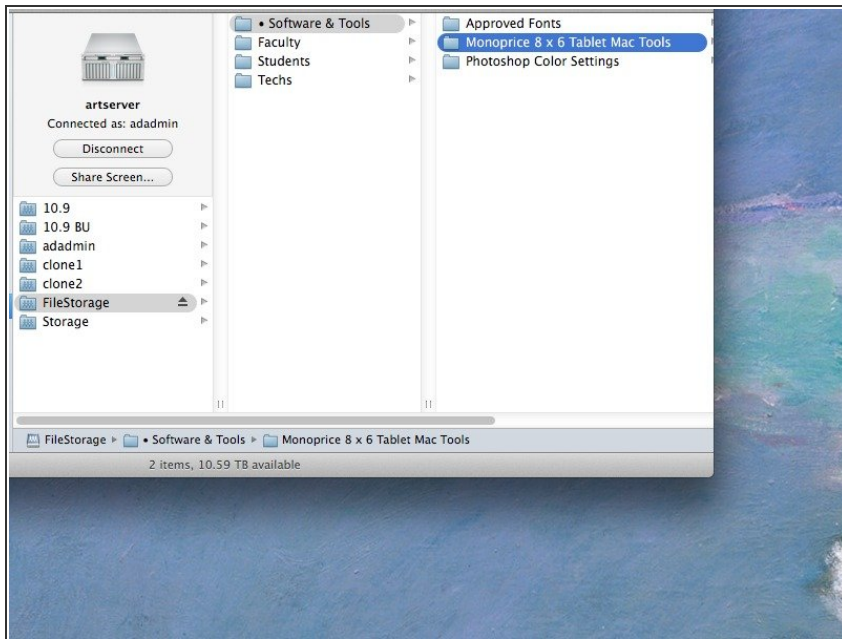 artserver
Connected as: adadmin
Disconnect
Share Screen...
10.9
10.9 BU
adadmin
clone1
clone2
FileStorage
Storage
• Software & Tools
Faculty
Students
Techs
Approved Fonts
Monoprice 8 x 6 Tablet Mac Tools
Photoshop Color Settings
FileStorage ▸ • Software & Tools ▸ Monoprice 8 x 6 Tablet Mac Tools
2 items, 10.59 TB available